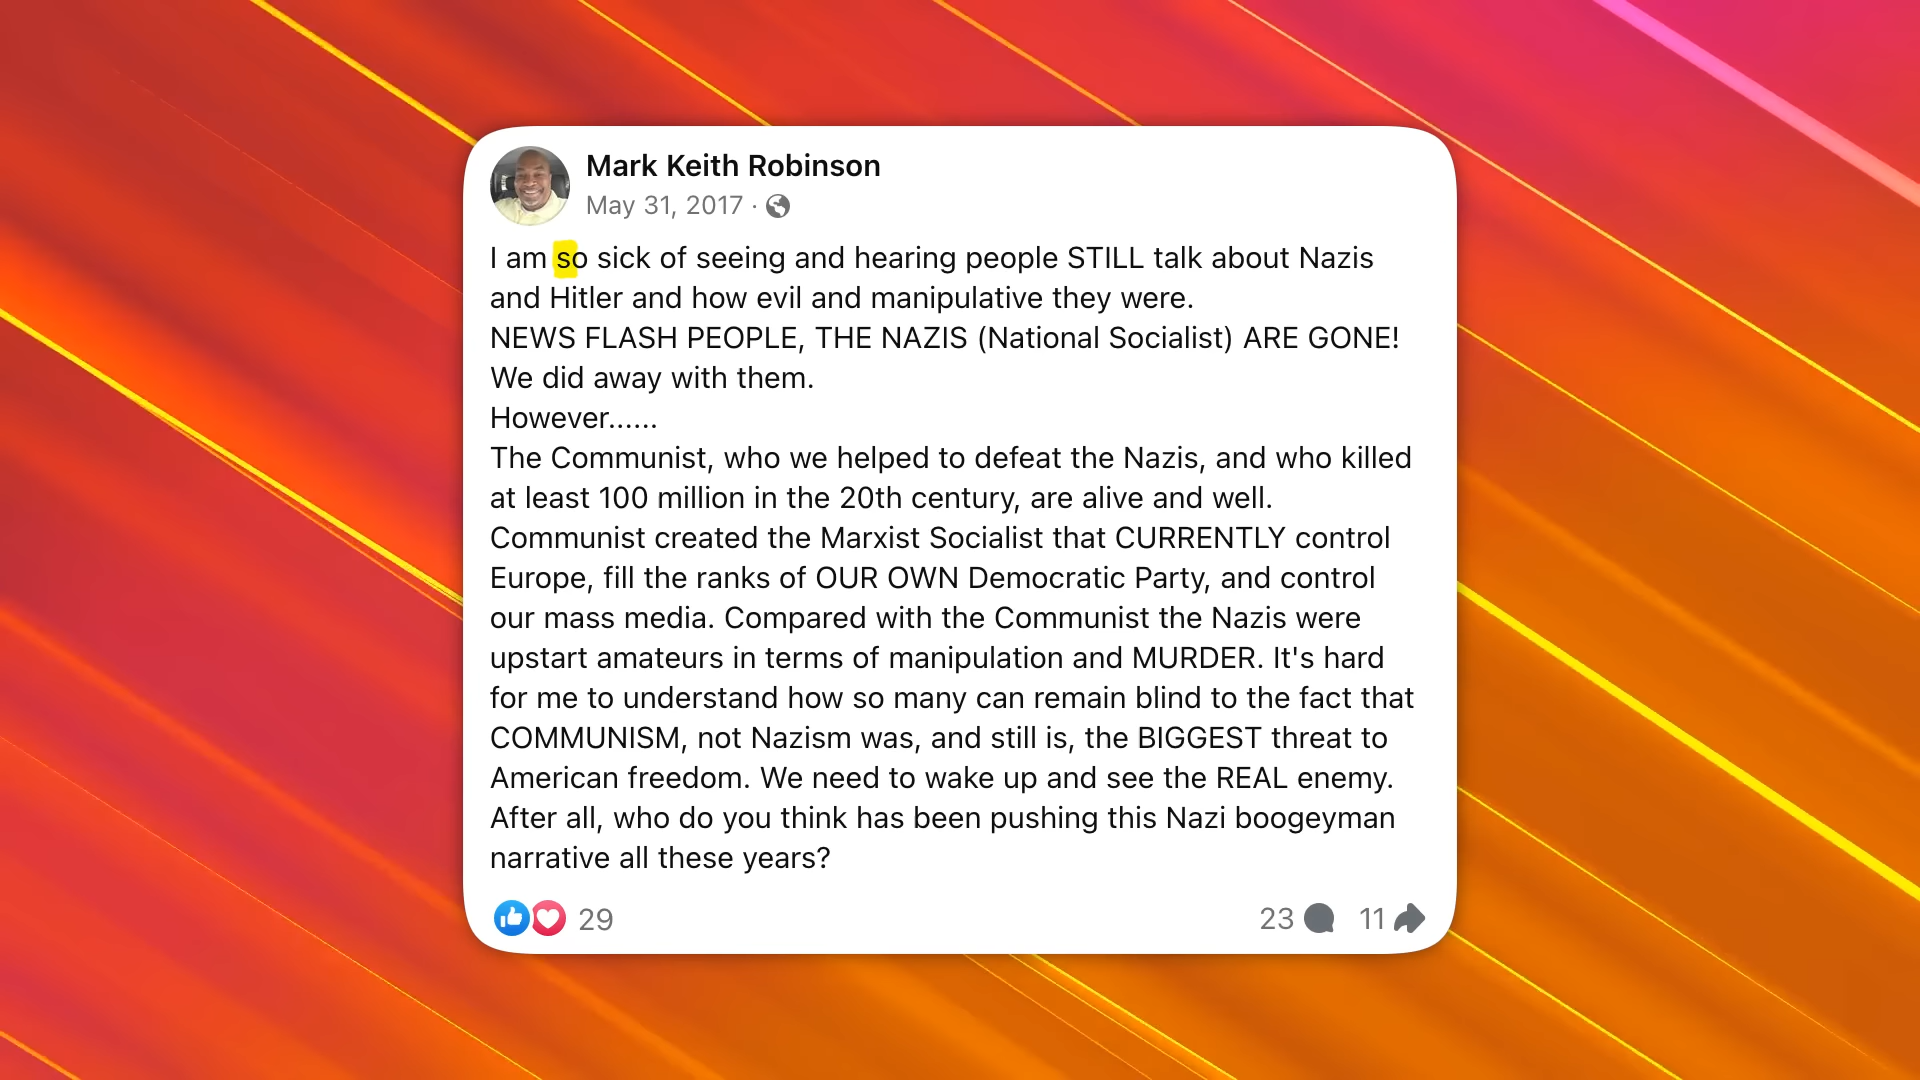 Mark Keith Robinson
May 31, 2017 ·
I am so sick of seeing and hearing people STILL talk about Nazis
and Hitler and how evil and manipulative they were.
NEWS FLASH PEOPLE, THE NAZIS (National Socialist) ARE GONE!
We did away with them.
However......
The Communist, who we helped to defeat the Nazis, and who killed
at least 100 million in the 20th century, are alive and well.
Communist created the Marxist Socialist that CURRENTLY control
Europe, fill the ranks of OUR OWN Democratic Party, and control
our mass media. Compared with the Communist the Nazis were
upstart amateurs in terms of manipulation and MURDER. It's hard
for me to understand how so many can remain blind to the fact that
COMMUNISM, not Nazism was, and still is, the BIGGEST threat to
American freedom. We need to wake up and see the REAL enemy.
After all, who do you think has been pushing this Nazi boogeyman
narrative all these years?
29 23 11